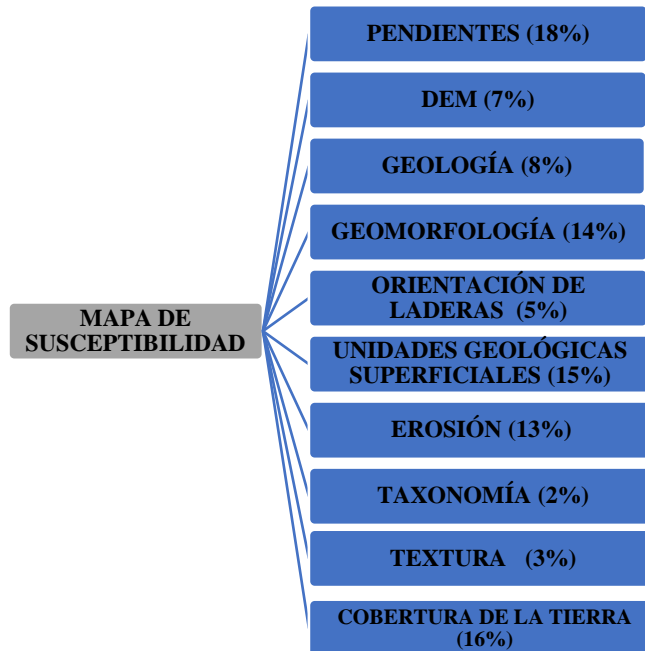 PENDIENTES (18%)
DEM (7%)
GEOLOGÍA (8%)
GEOMORFOLOGÍA (14%)
ORIENTACIÓN DE
LADERAS (5%)
MAPA DE
SUSCEPTIBILIDAD
UNIDADES GEOLÓGICAS
SUPERFICIALES (15%)
EROSIÓN (13%)
TAXONOMÍA (2%)
TEXTURA (3%)
COBERTURA DE LA TIERRA
(16%)